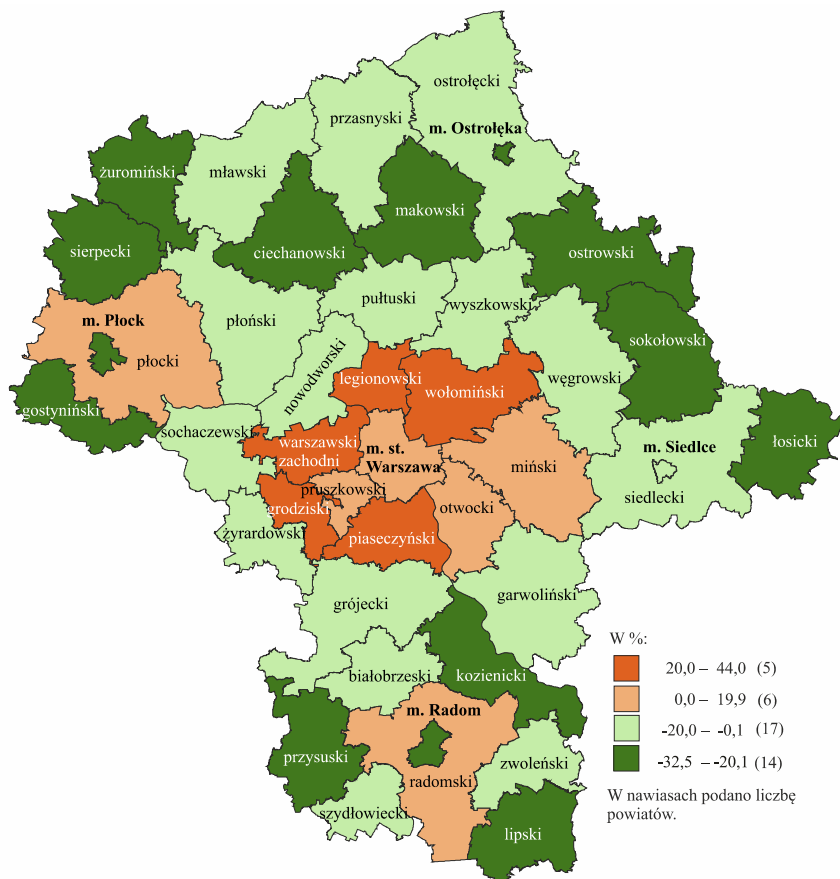 ostrołęcki
przasnyski
m. Ostrołęka
żuromiński
mławski
makowski
sierpecki
ciechanowski
ostrowski
pułtuski
wyszkowski
płoński
m. Płock
sokołowski
płocki
nowodworski
legionowski
wołomiński
węgrowski
gostyniński
sochaczewski
warszawski
zachodni
m. st.
Warszawa
m. Siedlce
łosicki
miński
pruszkowski
siedlecki
grodziski
otwocki
żyrardowski
piaseczyński
grójecki
garwoliński
białobrzeski
kozienicki
m. Radom
przysuski
zwoleński
radomski
szydłowiecki
lipski
W %:
20,0 – 44,0 (5)
0,0 – 19,9 (6)
-20,0 – -0,1 (17)
-32,5 – -20,1 (14)
W nawiasach podano liczbę
powiatów.